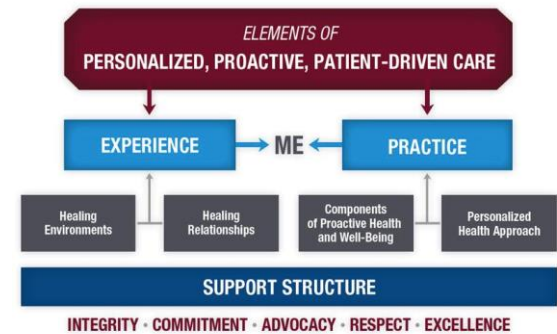 ELEMENTS OF
PERSONALIZED, PROACTIVE, PATIENT-DRIVEN CARE
EXPERIENCE
ME
PRACTICE
Healing
Environments
Healing
Relationships
Components
of Proactive Health
and Well-Being
Personalized
Health Approach
SUPPORT STRUCTURE
INTEGRITY • COMMITMENT • ADVOCACY • RESPECT • EXCELLENCE